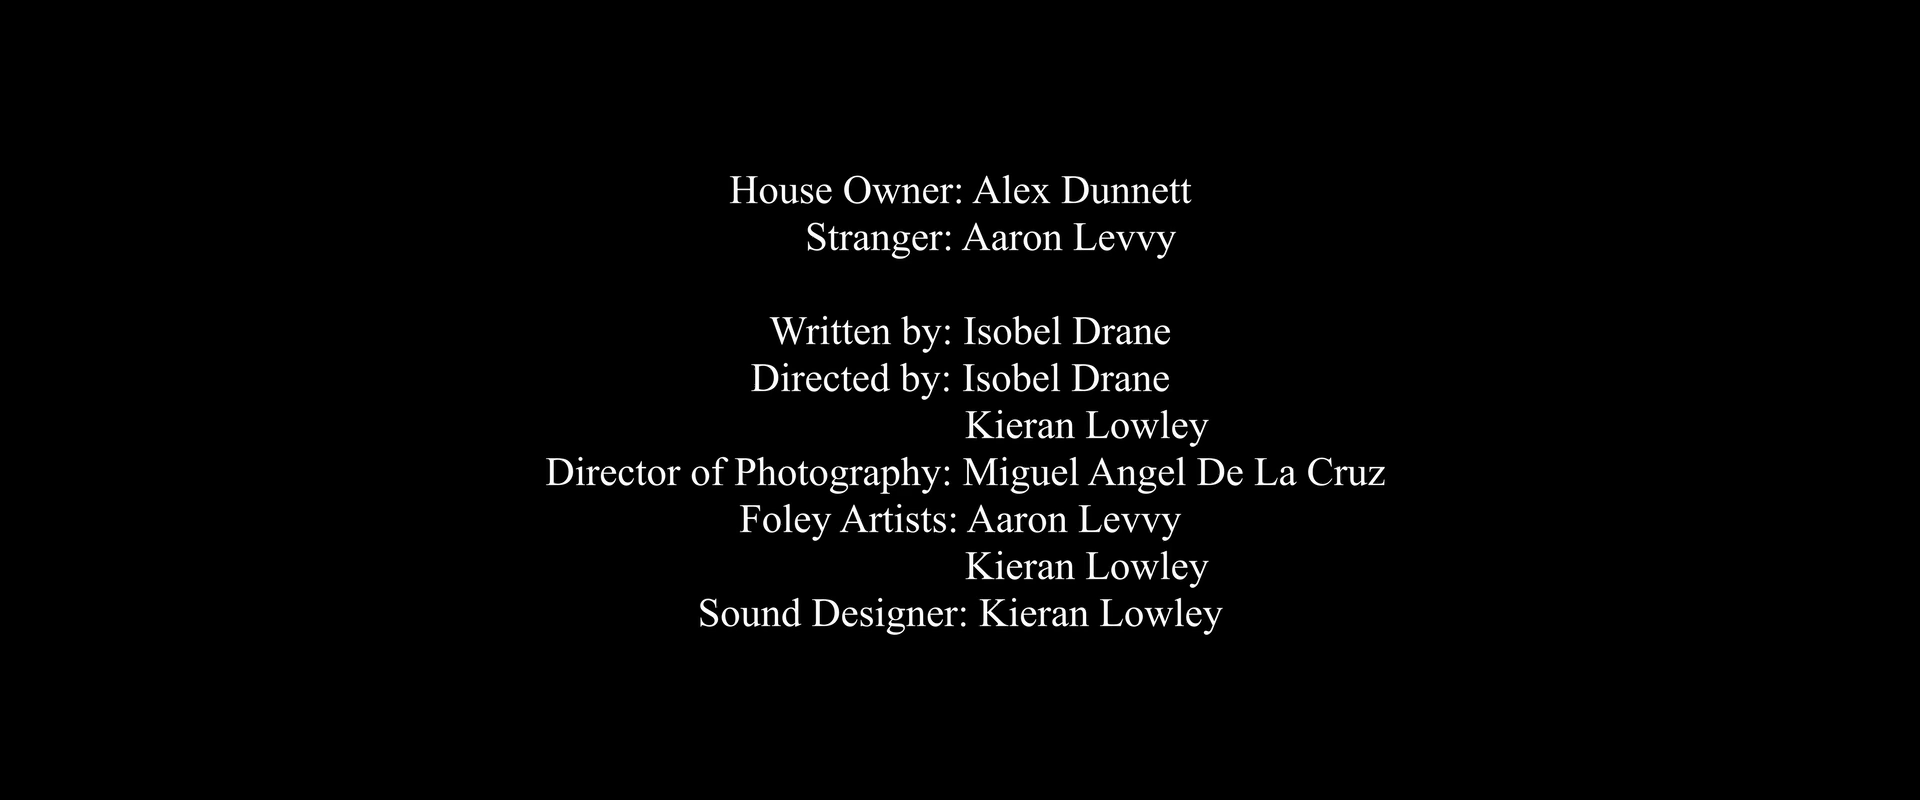 House Owner: Alex Dunnett
Stranger: Aaron Levvy
Written by: Isobel Drane
Directed by: Isobel Drane
Kieran Lowley
Director of Photography: Miguel Angel De La Cruz
Foley Artists: Aaron Levvy
Kieran Lowley
Sound Designer: Kieran Lowley